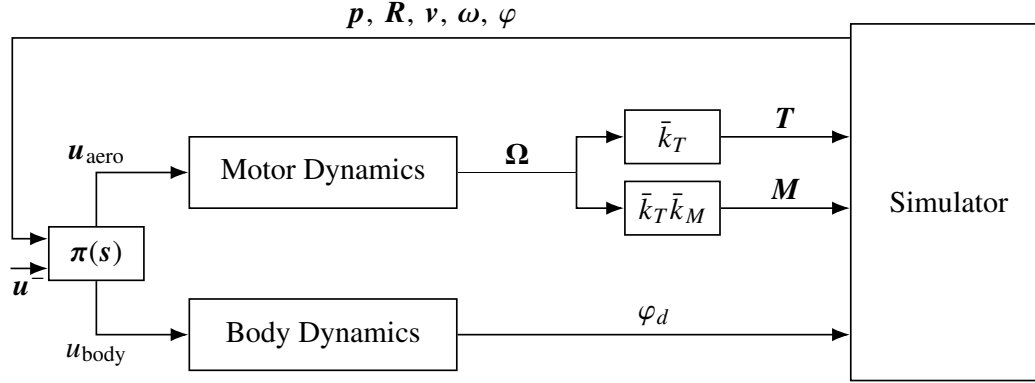 p, R, v, ω, φ
u_aero
Motor Dynamics
Ω
k̄_T
T
k̄_T k̄_M
M
Simulator
π(s)
u⁻
u_body
Body Dynamics
φ_d